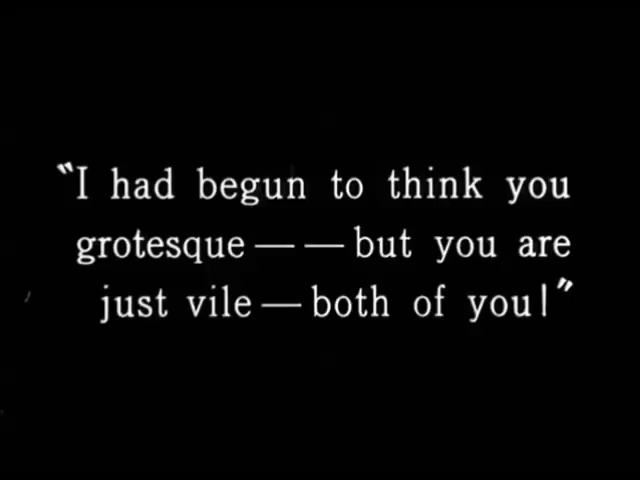 "I had begun to think you
grotesque — — but you are
just vile — both of you!"